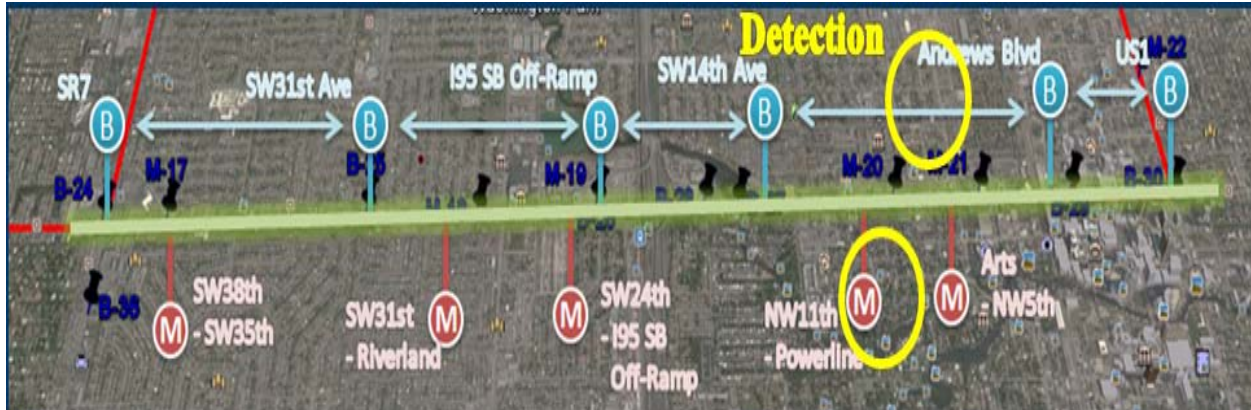 Detection
Andrews Blvd
US1
M-22
SR7
SW31st Ave
I95 SB Off-Ramp
SW14th Ave
B
B
B
B
B
B
B-24
M-17
M-19
M-20
M-21
B-30
B-36
M
SW38th
- SW35th
SW31st
- Riverland
M
M
SW24th
- I95 SB
Off-Ramp
NW11th
- Powerline
M
M
Arts
- NW5th